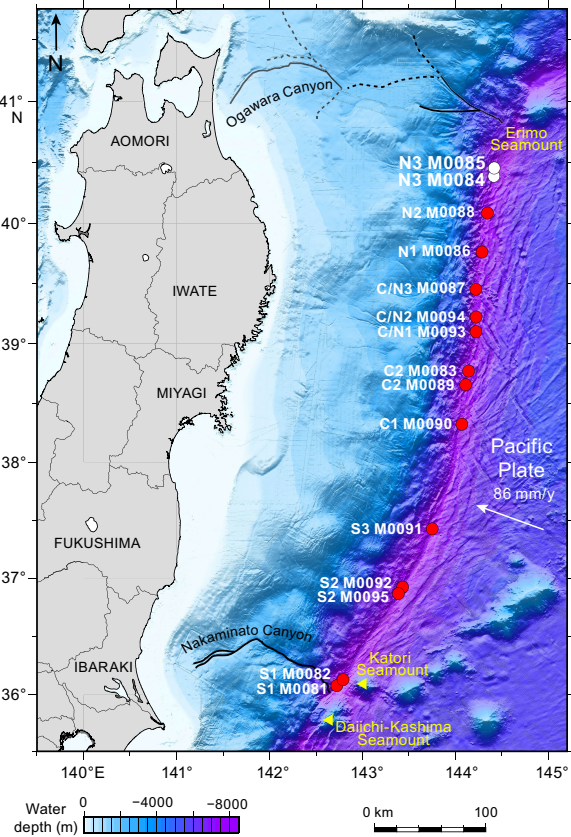 41°
N
N
Ogawara Canyon
AOMORI
Erimo
Seamount
N3 M0085
N3 M0084
N2 M0088
40°
N1 M0086
C/N3 M0087
IWATE
C/N2 M0094
C/N1 M0093
39°
C2 M0083
C2 M0089
MIYAGI
C1 M0090
Pacific
Plate
86 mm/y
38°
S3 M0091
FUKUSHIMA
37°
S2 M0092
S2 M0095
Nakaminato Canyon
IBARAKI
Katori
Seamount
S1 M0082
S1 M0081
36°
Daiichi-Kashima
Seamount
140°E 141° 142° 143° 144° 145°
Water
depth (m)
0 −4000 −8000
0 km 100